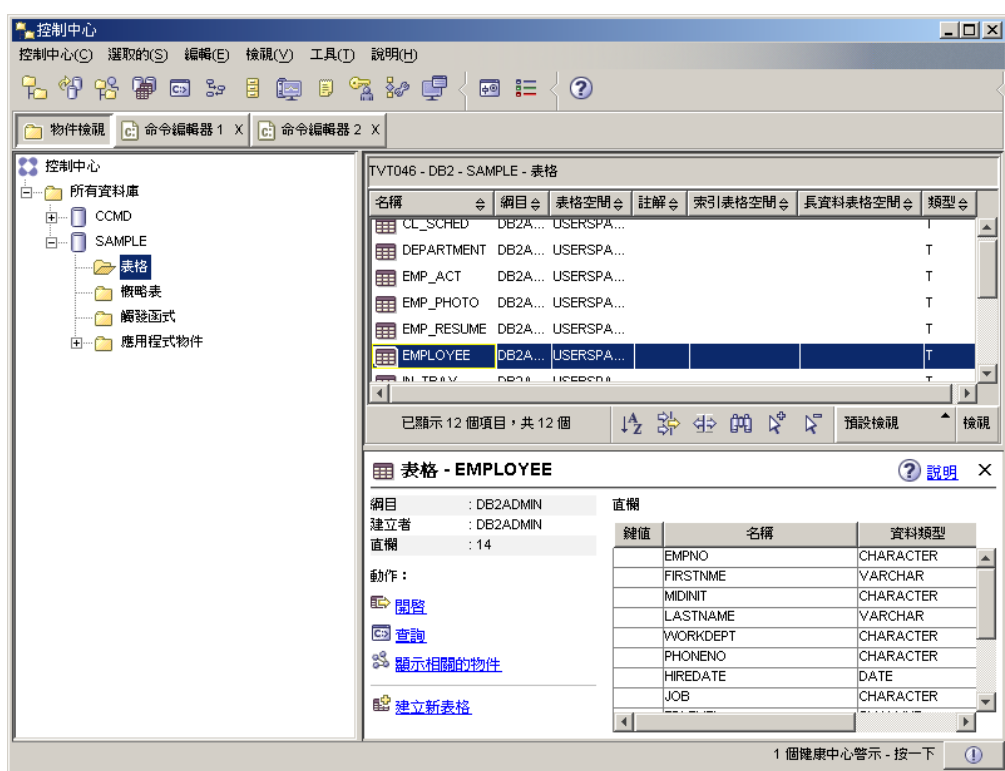 控制中心
控制中心(C) 選取的(S) 編輯(E) 檢視(V) 工具(T) 說明(H)
物件檢視 命令編輯器 1 X 命令編輯器 2 X
控制中心
所有資料庫
CCMD
SAMPLE
表格
概略表
觸發函式
應用程式物件
TVT046 - DB2 - SAMPLE - 表格
名稱 綱目 表格空間 註解 索引表格空間 長資料表格空間 類型
CL_SCHED DB2A... USERSPA... T
DEPARTMENT DB2A... USERSPA... T
EMP_ACT DB2A... USERSPA... T
EMP_PHOTO DB2A... USERSPA... T
EMP_RESUME DB2A... USERSPA... T
EMPLOYEE DB2A... USERSPA... T
IN_TRAY DB2A... USERSPA... T
已顯示 12 個項目，共 12 個 預設檢視 檢視
表格 - EMPLOYEE 說明
綱目 : DB2ADMIN
建立者 : DB2ADMIN
直欄 : 14
動作：
開啓
查詢
顯示相關的物件
建立新表格
直欄
鍵值 名稱 資料類型
EMPNO CHARACTER
FIRSTNME VARCHAR
MIDINIT CHARACTER
LASTNAME VARCHAR
WORKDEPT CHARACTER
PHONENO CHARACTER
HIREDATE DATE
JOB CHARACTER
1 個健康中心警示 - 按一下